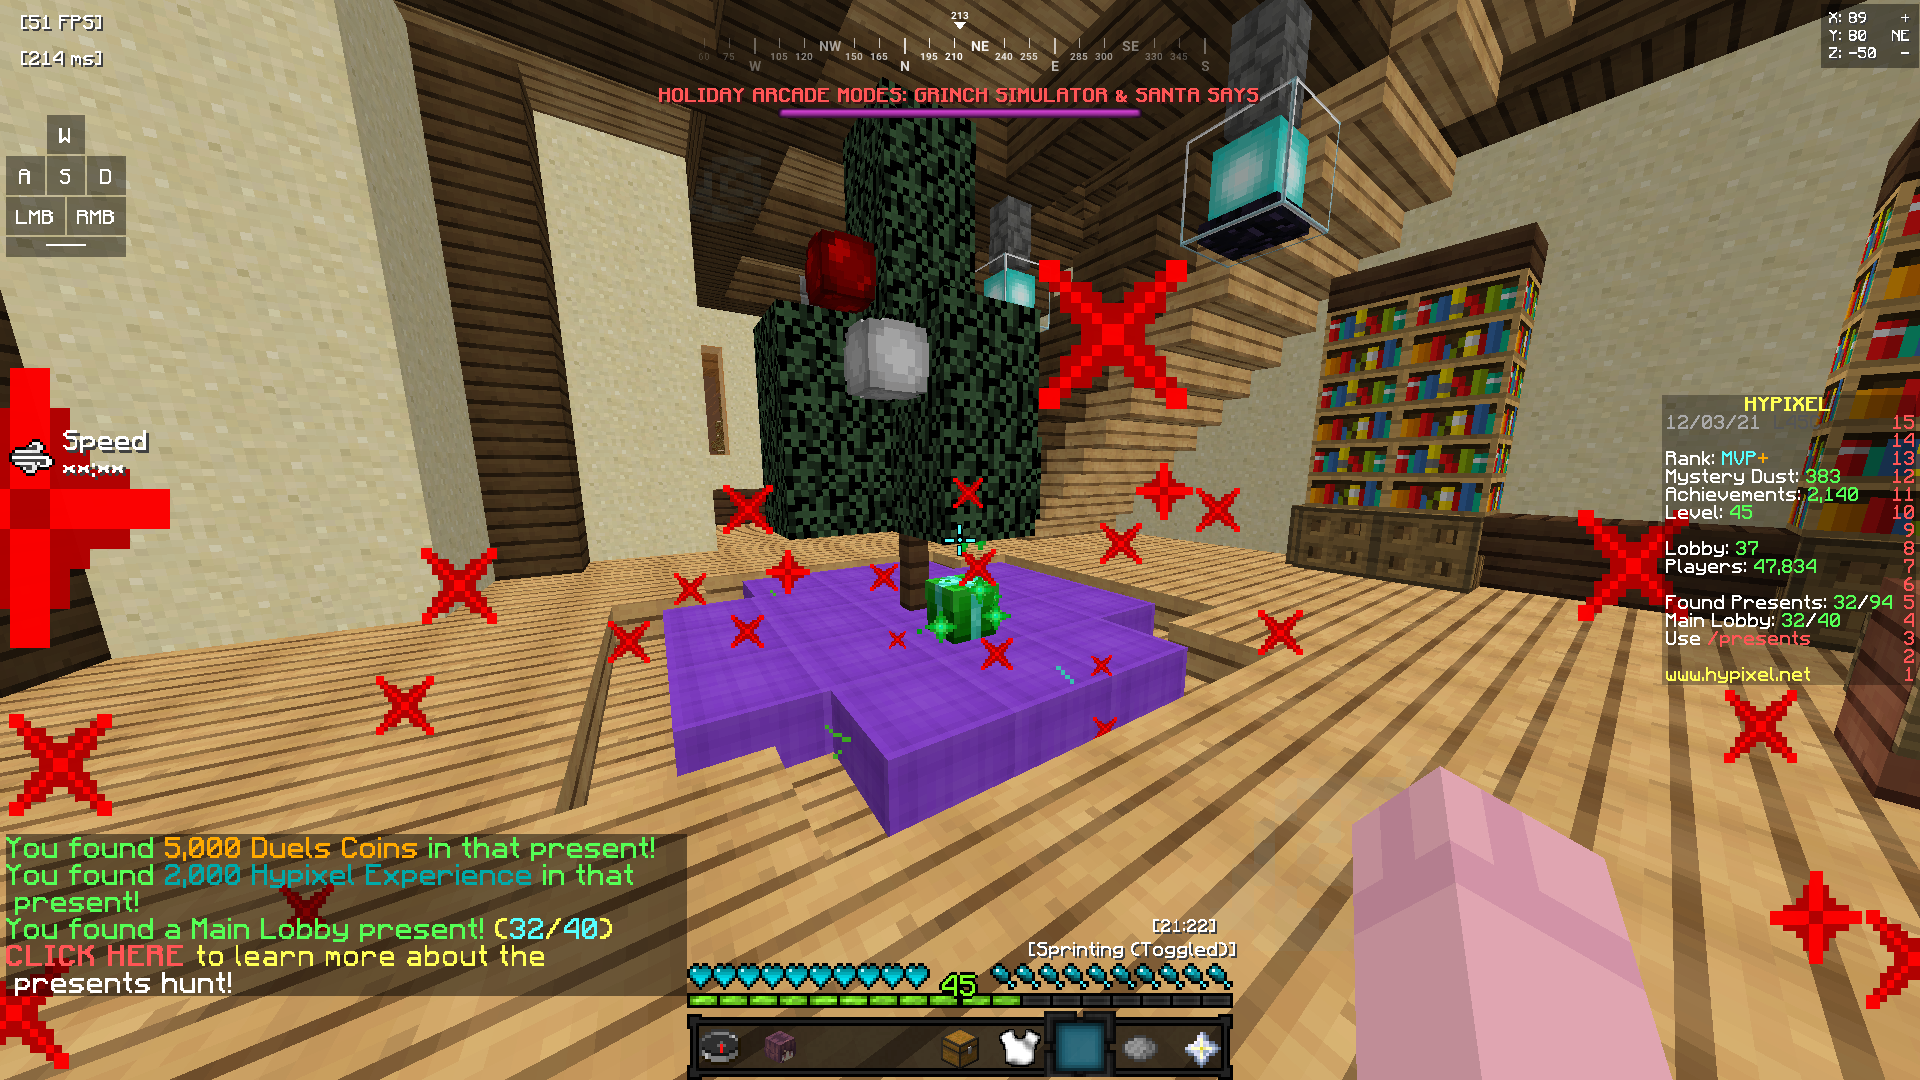 [51 FPS]
[214 ms]
213
NW NE SE
60 75 105 120 150 165 195 210 240 255 285 300 330 345
W N E S
HOLIDAY ARCADE MODES: GRINCH SIMULATOR & SANTA SAYS
X: 89 +
Y: 80 NE
Z: -50 -
W
A S D
LMB RMB
Speed
**:**
HYPIXEL
12/03/21 15
14
Rank: MVP+ 13
Mystery Dust: 383 12
Achievements: 2,140 11
Level: 45 10
9
Lobby: 37 8
Players: 47,834 7
6
Found Presents: 32/94 5
Main Lobby: 32/40 4
Use /presents 3
2
www.hypixel.net 1
You found 5,000 Duels Coins in that present!
You found 2,000 Hypixel Experience in that
present!
You found a Main Lobby present! (32/40)
CLICK HERE to learn more about the
presents hunt!
[21:22]
[Sprinting (Toggled)]
45